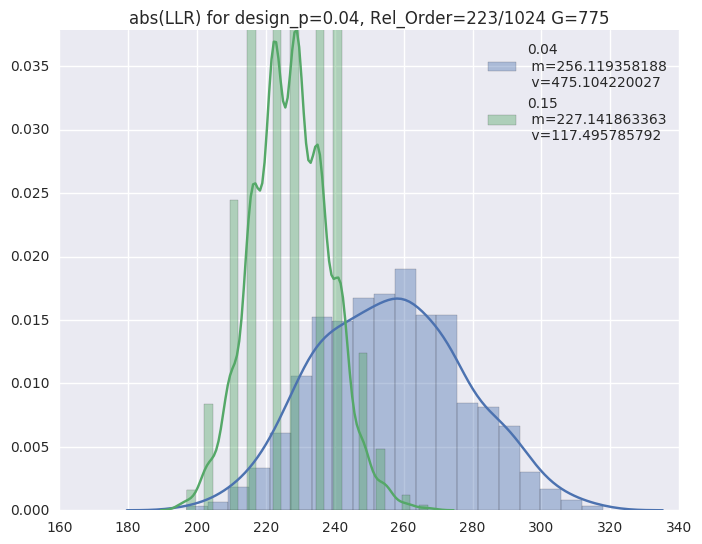 abs(LLR) for design_p=0.04, Rel_Order=223/1024 G=775
0.04
m=256.119358188
v=475.104220027
0.15
m=227.141863363
v=117.495785792
0.035
0.030
0.025
0.020
0.015
0.010
0.005
0.000
160 180 200 220 240 260 280 300 320 340